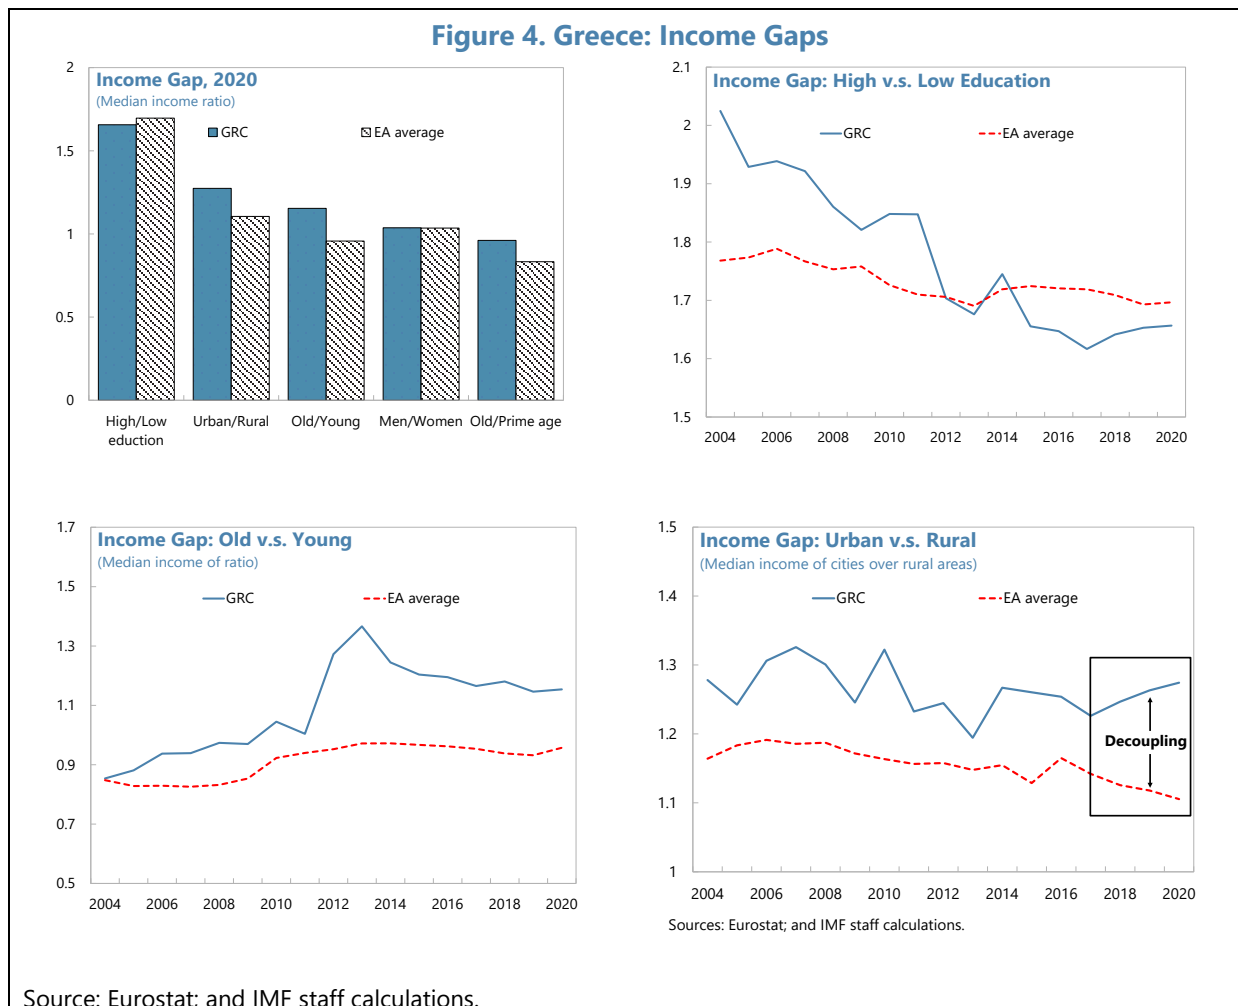 Figure 4. Greece: Income Gaps
Income Gap, 2020
(Median income ratio)
GRC
EA average
2
1.5
1
0.5
0
High/Low
eduction
Urban/Rural
Old/Young
Men/Women
Old/Prime age
Income Gap: High v.s. Low Education
GRC
EA average
2.1
2
1.9
1.8
1.7
1.6
1.5
2004 2006 2008 2010 2012 2014 2016 2018 2020
Income Gap: Old v.s. Young
(Median income of ratio)
GRC
EA average
1.7
1.5
1.3
1.1
0.9
0.7
0.5
2004 2006 2008 2010 2012 2014 2016 2018 2020
Income Gap: Urban v.s. Rural
(Median income of cities over rural areas)
GRC
EA average
1.5
1.4
1.3
1.2
1.1
1
Decoupling
2004 2006 2008 2010 2012 2014 2016 2018 2020
Sources: Eurostat; and IMF staff calculations.
Source: Eurostat; and IMF staff calculations.